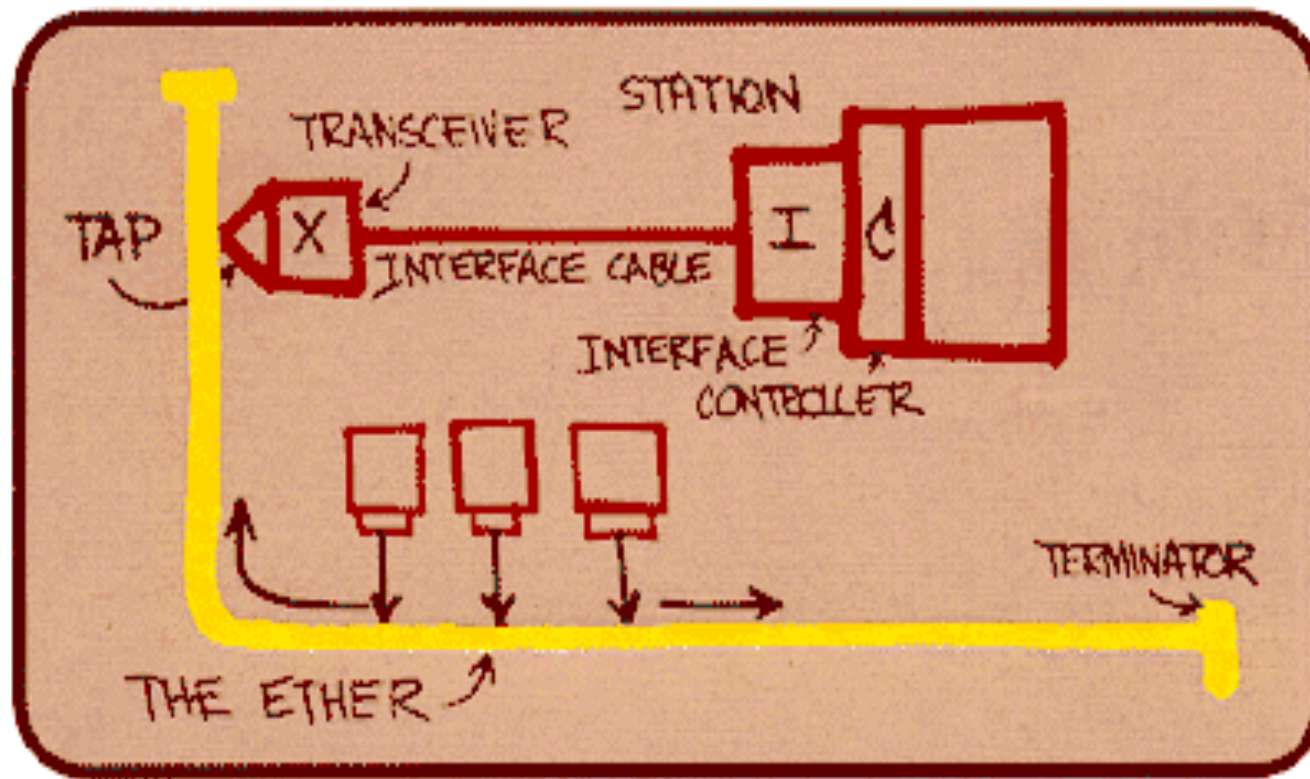 STATION
TRANSCEIVER
TAP
X
I
C
INTERFACE CABLE
INTERFACE
CONTROLLER
TERMINATOR
THE ETHER